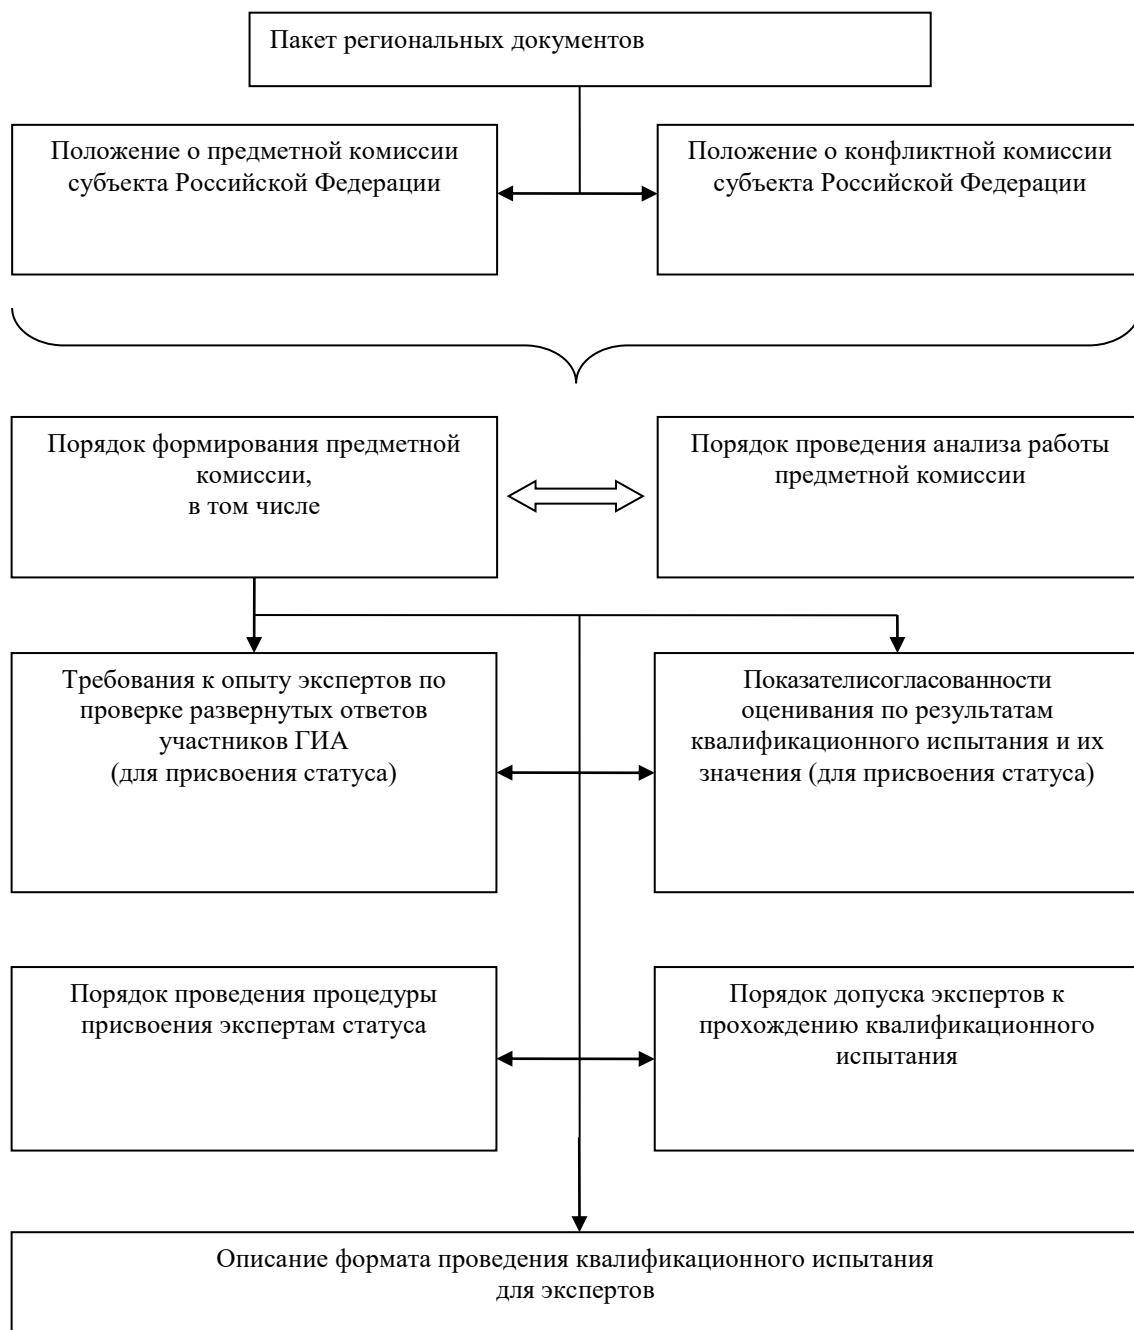 Пакет региональных документов
Положение о предметной комиссии
субъекта Российской Федерации
Положение о конфликтной комиссии
субъекта Российской Федерации
Порядок формирования предметной
комиссии,
в том числе
Порядок проведения анализа работы
предметной комиссии
Требования к опыту экспертов по
проверке развернутых ответов
участников ГИА
(для присвоения статуса)
Показателисогласованности
оценивания по результатам
квалификационного испытания и их
значения (для присвоения статуса)
Порядок проведения процедуры
присвоения экспертам статуса
Порядок допуска экспертов к
прохождению квалификационного
испытания
Описание формата проведения квалификационного испытания
для экспертов